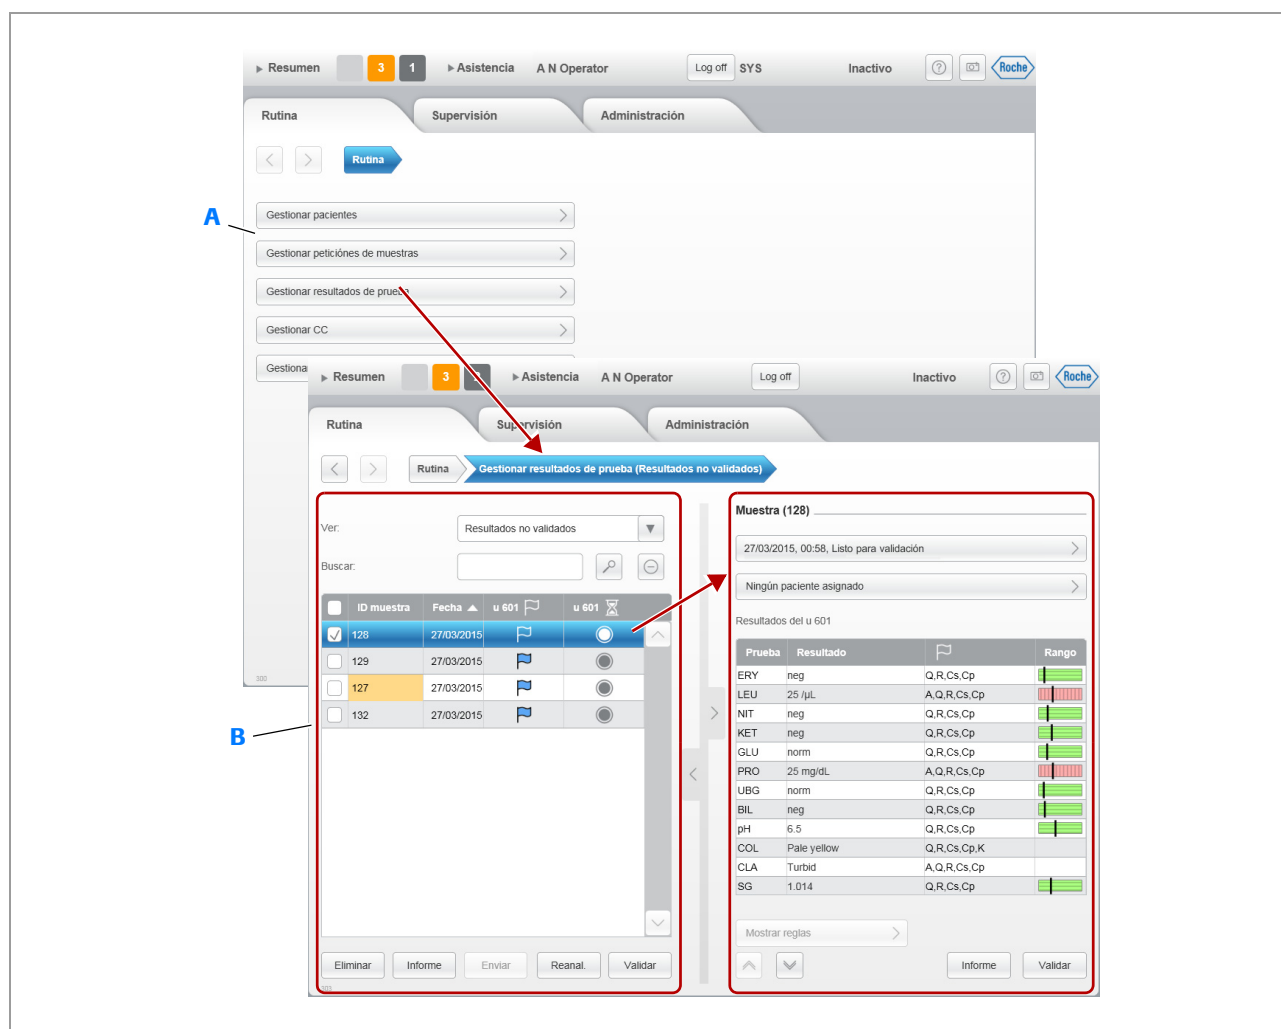 Resumen 3 1 Asistencia A N Operator Log off SYS Inactivo ? Roche
Rutina Supervisión Administración
Rutina
A
Gestionar pacientes
Gestionar peticiónes de muestras
Gestionar resultados de prueba
Gestionar CC
Gestiona
300
Resumen 3 Asistencia A N Operator Log off Inactivo ? Roche
Rutina Supervisión Administración
Rutina Gestionar resultados de prueba (Resultados no validados)
B
Ver: Resultados no validados
Buscar:
ID muestra Fecha u 601 u 601
128 27/03/2015
129 27/03/2015
127 27/03/2015
132 27/03/2015
Eliminar Informe Enviar Reanal. Validar
303
Muestra (128)
27/03/2015, 00:58, Listo para validación
Ningún paciente asignado
Resultados del u 601
Prueba Resultado Rango
ERY neg Q,R,Cs,Cp
LEU 25 /µL A,Q,R,Cs,Cp
NIT neg Q,R,Cs,Cp
KET neg Q,R,Cs,Cp
GLU norm Q,R,Cs,Cp
PRO 25 mg/dL A,Q,R,Cs,Cp
UBG norm Q,R,Cs,Cp
BIL neg Q,R,Cs,Cp
pH 6.5 Q,R,Cs,Cp
COL Pale yellow Q,R,Cs,Cp,K
CLA Turbid A,Q,R,Cs,Cp
SG 1.014 Q,R,Cs,Cp
Mostrar reglas
Informe Validar